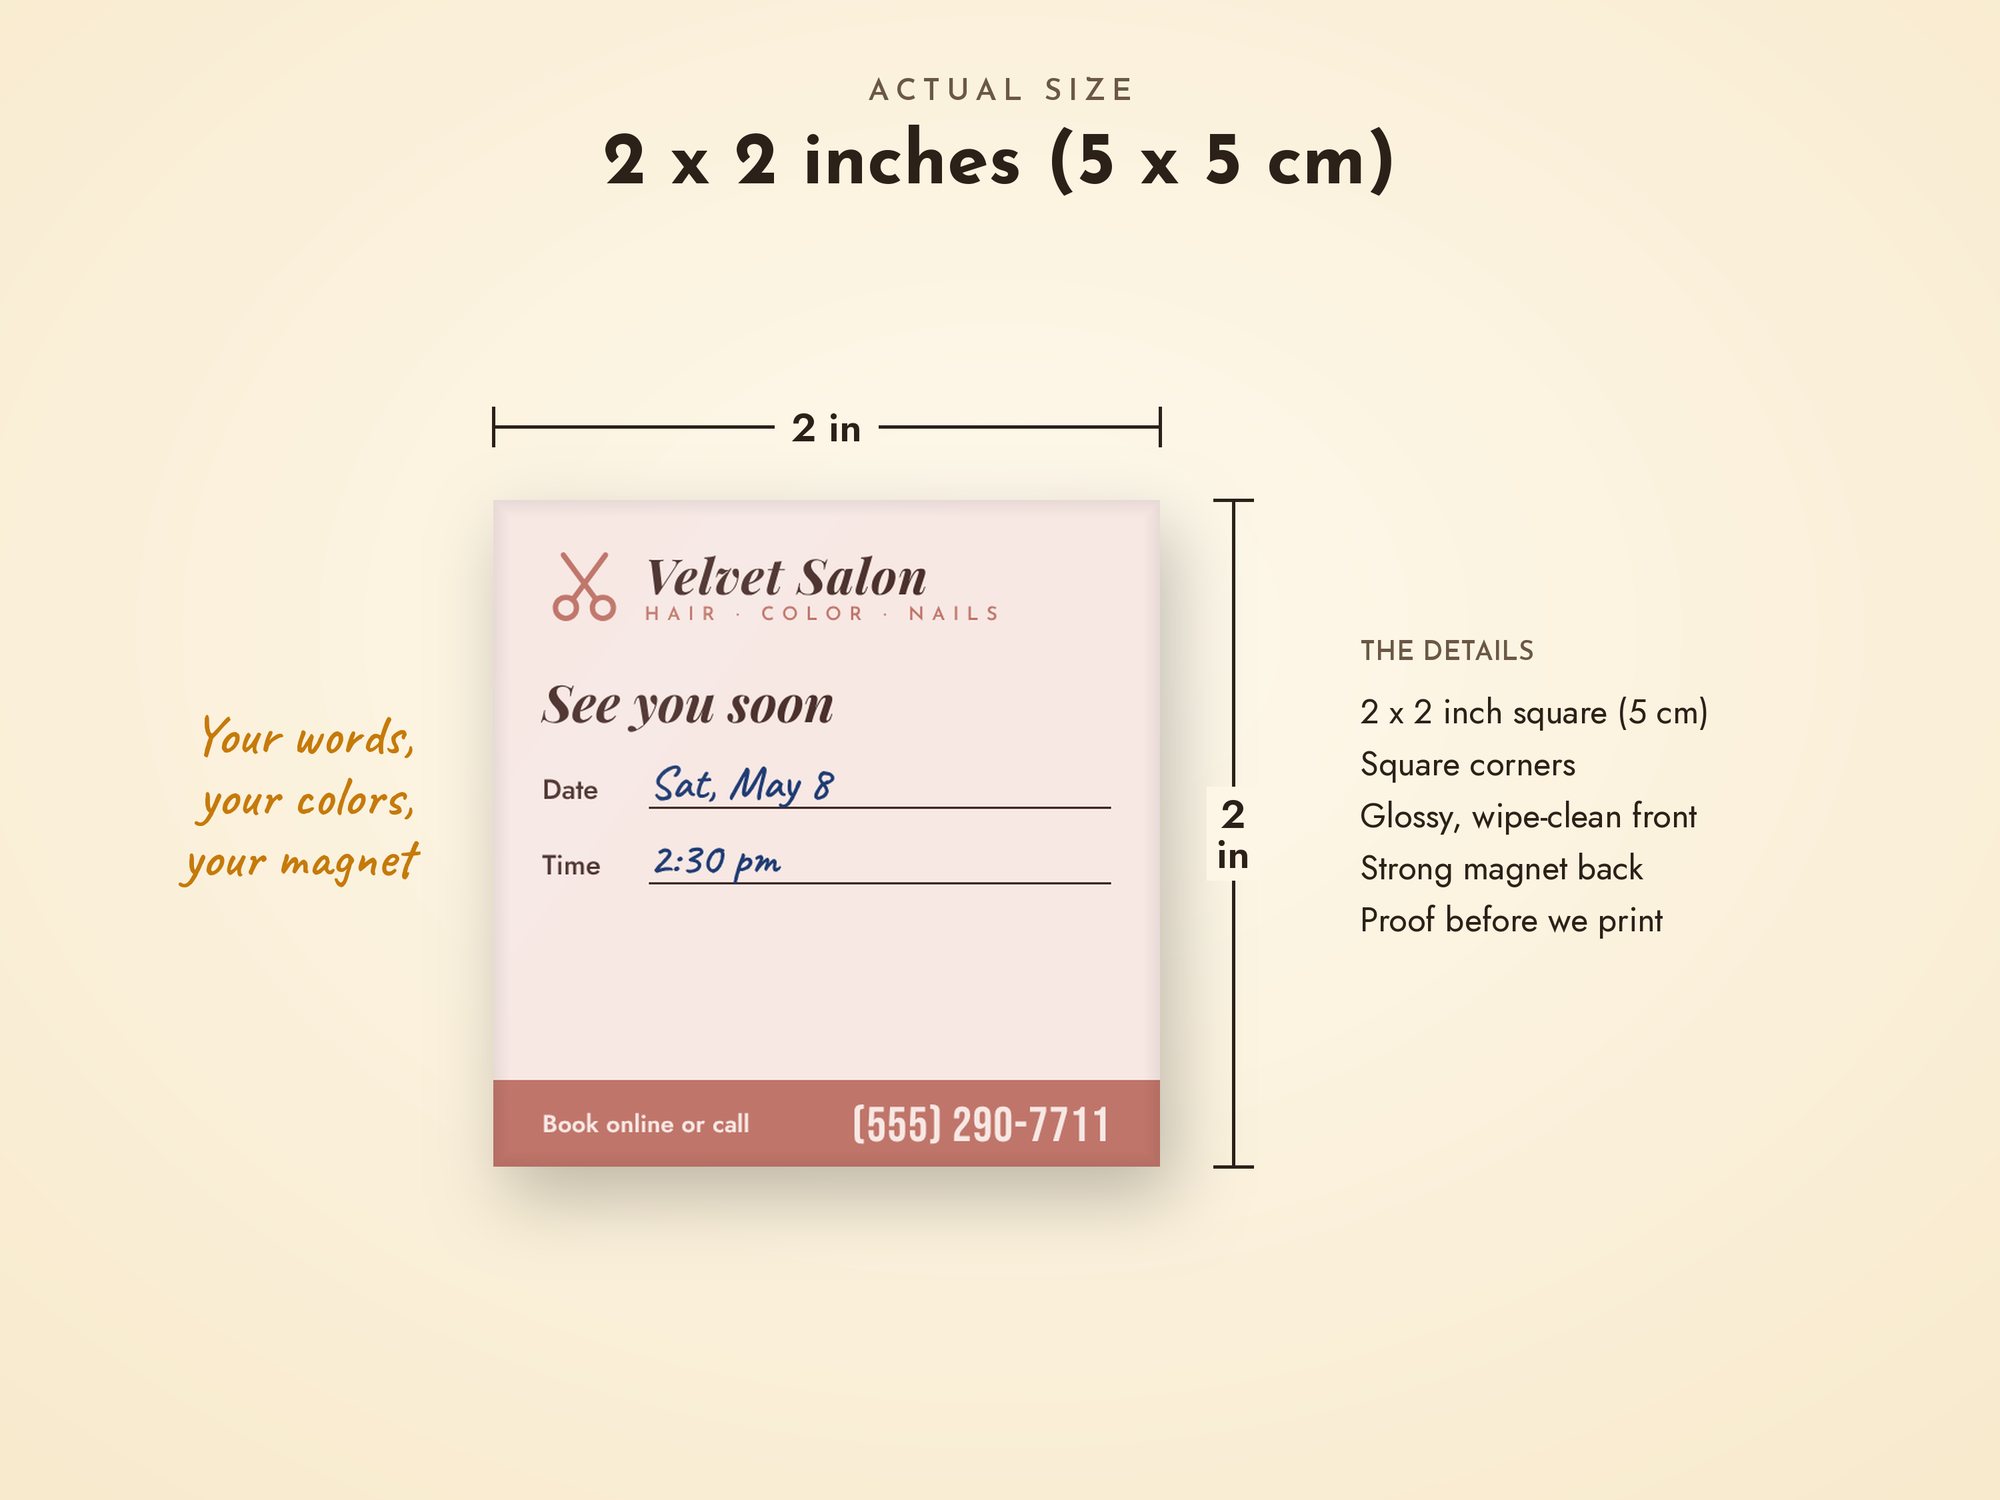 ACTUAL SIZE
2 x 2 inches (5 x 5 cm)
2 in
Velvet Salon
HAIR · COLOR · NAILS
See you soon
Date Sat, May 8
Time 2:30 pm
Book online or call (555) 290-7711
2
in
Your words,
your colors,
your magnet
THE DETAILS
2 x 2 inch square (5 cm)
Square corners
Glossy, wipe-clean front
Strong magnet back
Proof before we print